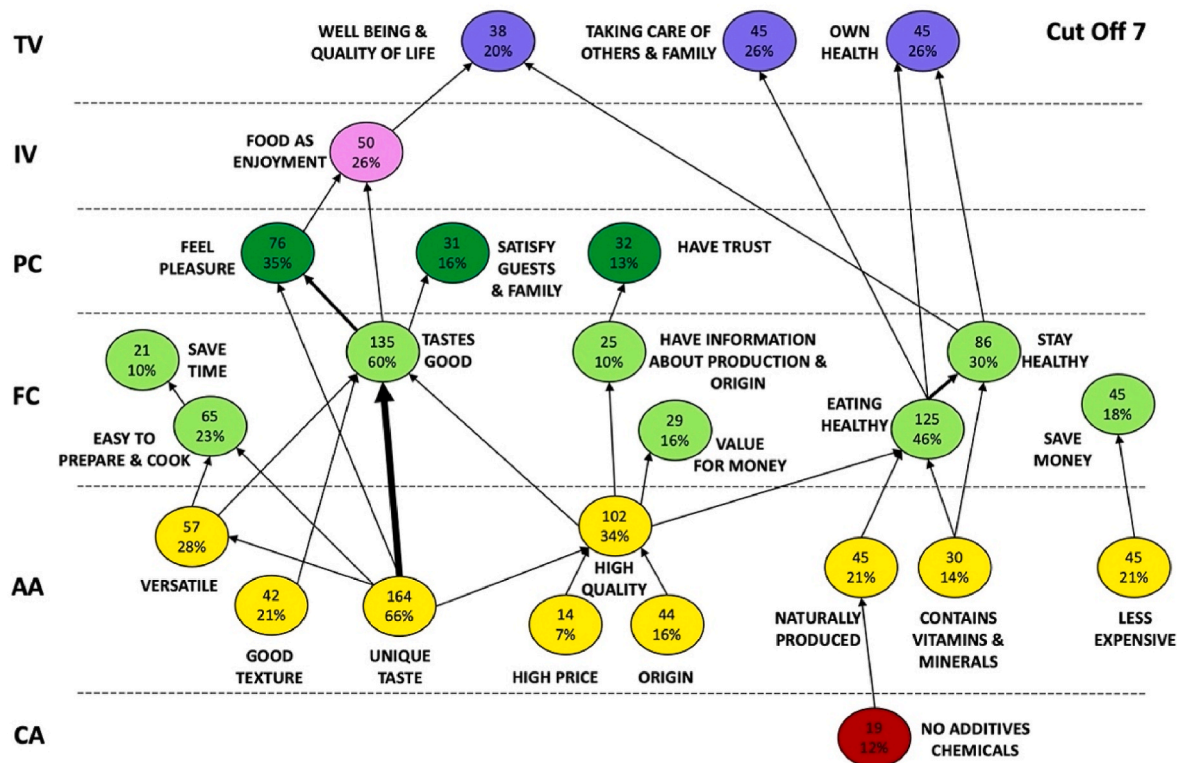 TV
WELL BEING &
QUALITY OF LIFE
38
20%
TAKING CARE OF
OTHERS & FAMILY
45
26%
OWN
HEALTH
45
26%
Cut Off 7
IV
FOOD AS
ENJOYMENT
50
26%
PC
FEEL
PLEASURE
76
35%
31
16%
SATISFY
GUESTS
& FAMILY
32
13%
HAVE TRUST
FC
21
10%
SAVE
TIME
135
60%
TASTES
GOOD
25
10%
HAVE INFORMATION
ABOUT PRODUCTION &
ORIGIN
86
30%
STAY
HEALTHY
65
23%
EASY TO
PREPARE & COOK
29
16%
VALUE
FOR MONEY
EATING
HEALTHY
125
46%
45
18%
SAVE
MONEY
AA
57
28%
VERSATILE
42
21%
GOOD
TEXTURE
164
66%
UNIQUE
TASTE
102
34%
HIGH
QUALITY
14
7%
HIGH PRICE
44
16%
ORIGIN
45
21%
NATURALLY
PRODUCED
30
14%
CONTAINS
VITAMINS &
MINERALS
45
21%
LESS
EXPENSIVE
CA
19
12%
NO ADDITIVES
CHEMICALS